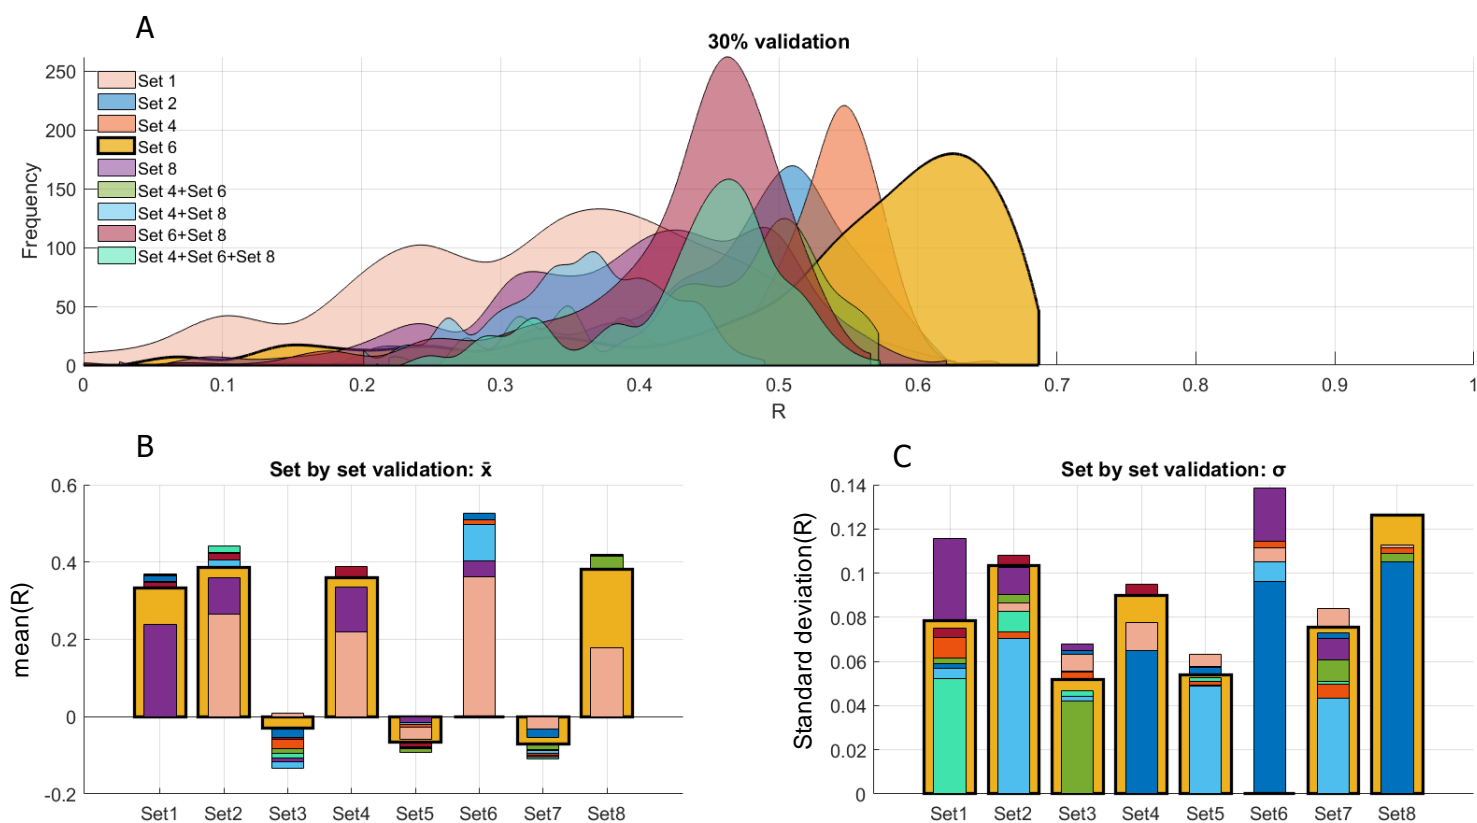 A
30% validation
250
200
150
100
50
0
Frequency
Set 1
Set 2
Set 4
Set 6
Set 8
Set 4+Set 6
Set 4+Set 8
Set 6+Set 8
Set 4+Set 6+Set 8
0 0.1 0.2 0.3 0.4 0.5 0.6 0.7 0.8 0.9 1
R
B
Set by set validation: x̄
0.6
0.4
0.2
0
-0.2
mean(R)
Set1 Set2 Set3 Set4 Set5 Set6 Set7 Set8
C
Set by set validation: σ
0.14
0.12
0.1
0.08
0.06
0.04
0.02
0
Standard deviation(R)
Set1 Set2 Set3 Set4 Set5 Set6 Set7 Set8